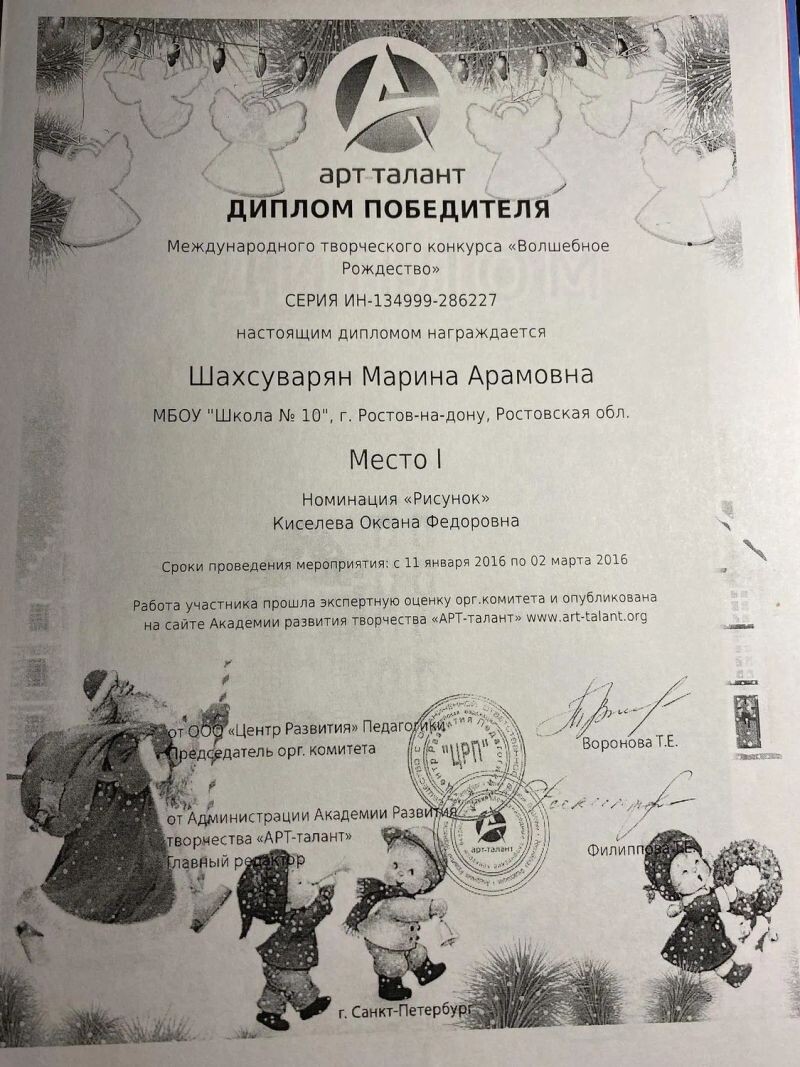 арт-талант
ДИПЛОМ ПОБЕДИТЕЛЯ
Международного творческого конкурса «Волшебное
Рождество»
СЕРИЯ ИН-134999-286227
настоящим дипломом награждается
Шахсуварян Марина Арамовна
МБОУ "Школа № 10", г. Ростов-на-дону, Ростовская обл.
Место I
Номинация «Рисунок»
Киселева Оксана Федоровна
Сроки проведения мероприятия: с 11 января 2016 по 02 марта 2016
Работа участника прошла экспертную оценку орг.комитета и опубликована
на сайте Академии развития творчества «АРТ-талант» www.art-talant.org
от ООО «Центр Развития» Педагогики
Председатель орг. комитета
"ЦРП"
Воронова Т.Е.
от Администрации Академии Развития
творчества «АРТ-талант»
Главный редактор
арт-талант
Филиппова Г.Е.
г. Санкт-Петербург